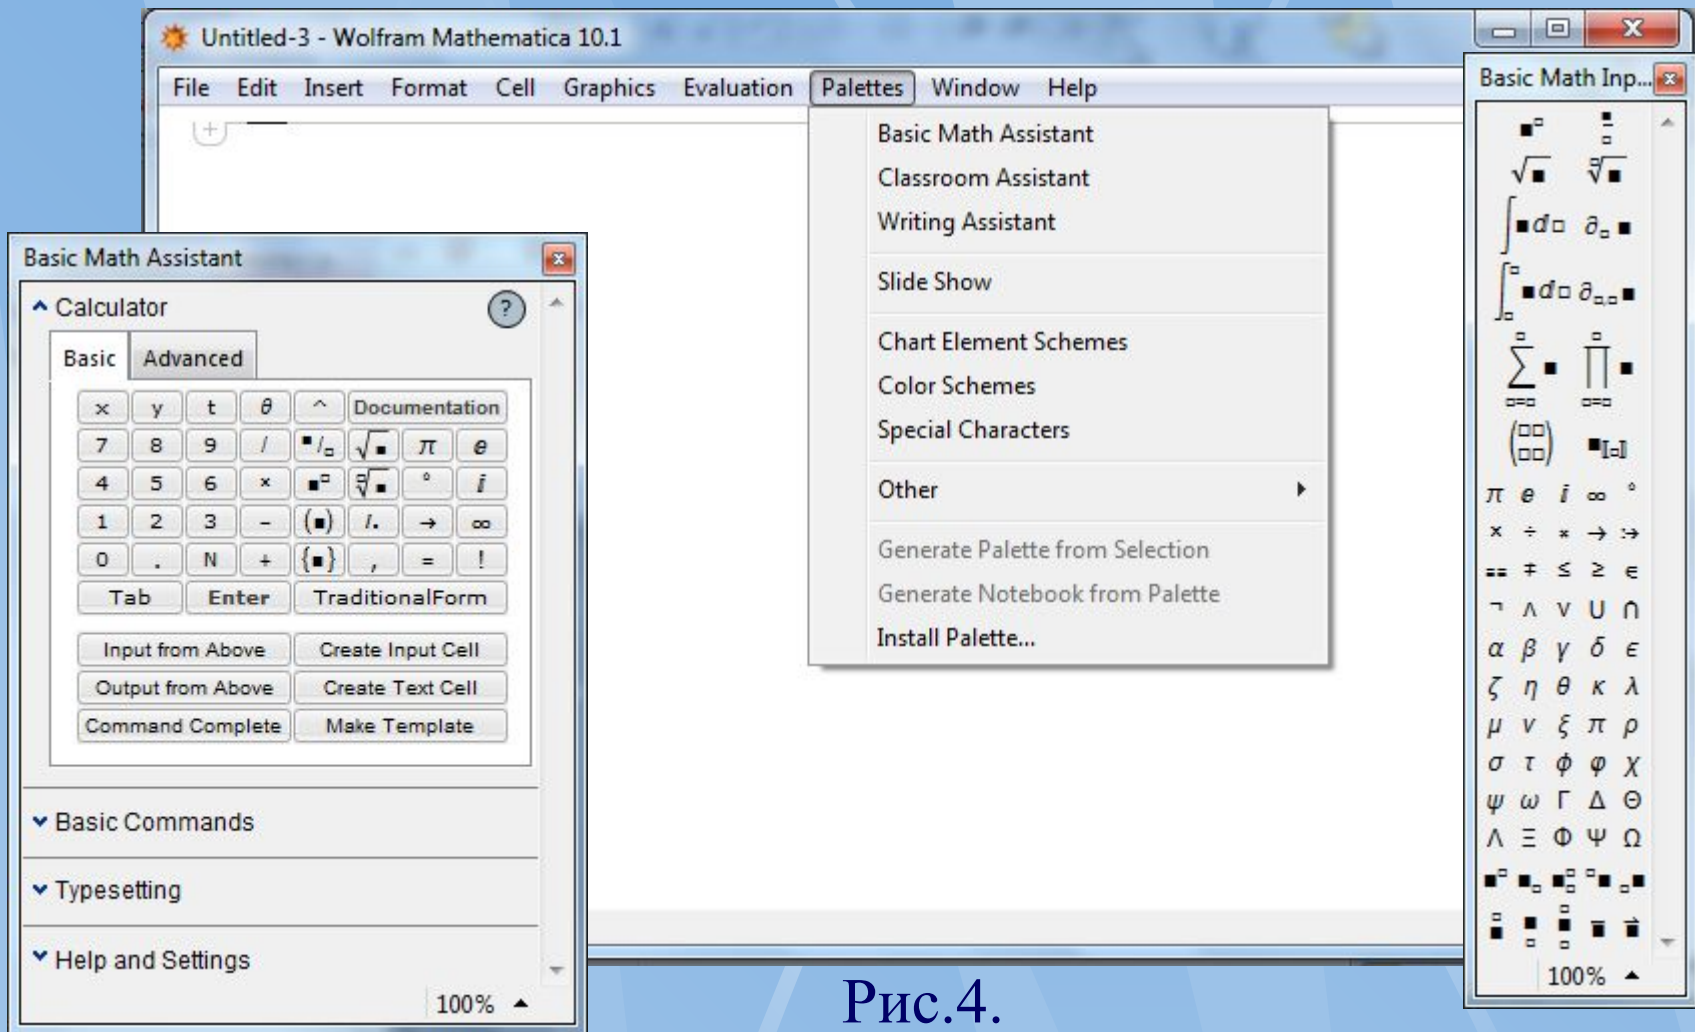 Untitled-3 - Wolfram Mathematica 10.1
File Edit Insert Format Cell Graphics Evaluation Palettes Window Help
Basic Math Assistant
Classroom Assistant
Writing Assistant
Slide Show
Chart Element Schemes
Color Schemes
Special Characters
Other
Generate Palette from Selection
Generate Notebook from Palette
Install Palette...
Basic Math Assistant
Calculator ?
Basic Advanced
x y t θ ^ Documentation
7 8 9 / ■/□ √■ π e
4 5 6 × ■□ □√■ ° i
1 2 3 − (■) /. → ∞
0 . N + {■} , = !
Tab Enter TraditionalForm
Input from Above Create Input Cell
Output from Above Create Text Cell
Command Complete Make Template
Basic Commands
Typesetting
Help and Settings
100%
Basic Math Inp...
■□ ■/□
√■ □√■
∫■d□ ∂□■
∫■d□ ∂□,□■
∑■ ∏■
□=□ □=□
(□□ □□) ■〚□〛
π e i ∞ °
× ÷ × → :→
== ≠ ≤ ≥ ∈
¬ ∧ ∨ ∪ ∩
α β γ δ ε
ζ η θ κ λ
μ ν ξ π ρ
σ τ ϕ φ χ
ψ ω Γ Δ Θ
Λ Ξ Φ Ψ Ω
100%
Рис.4.